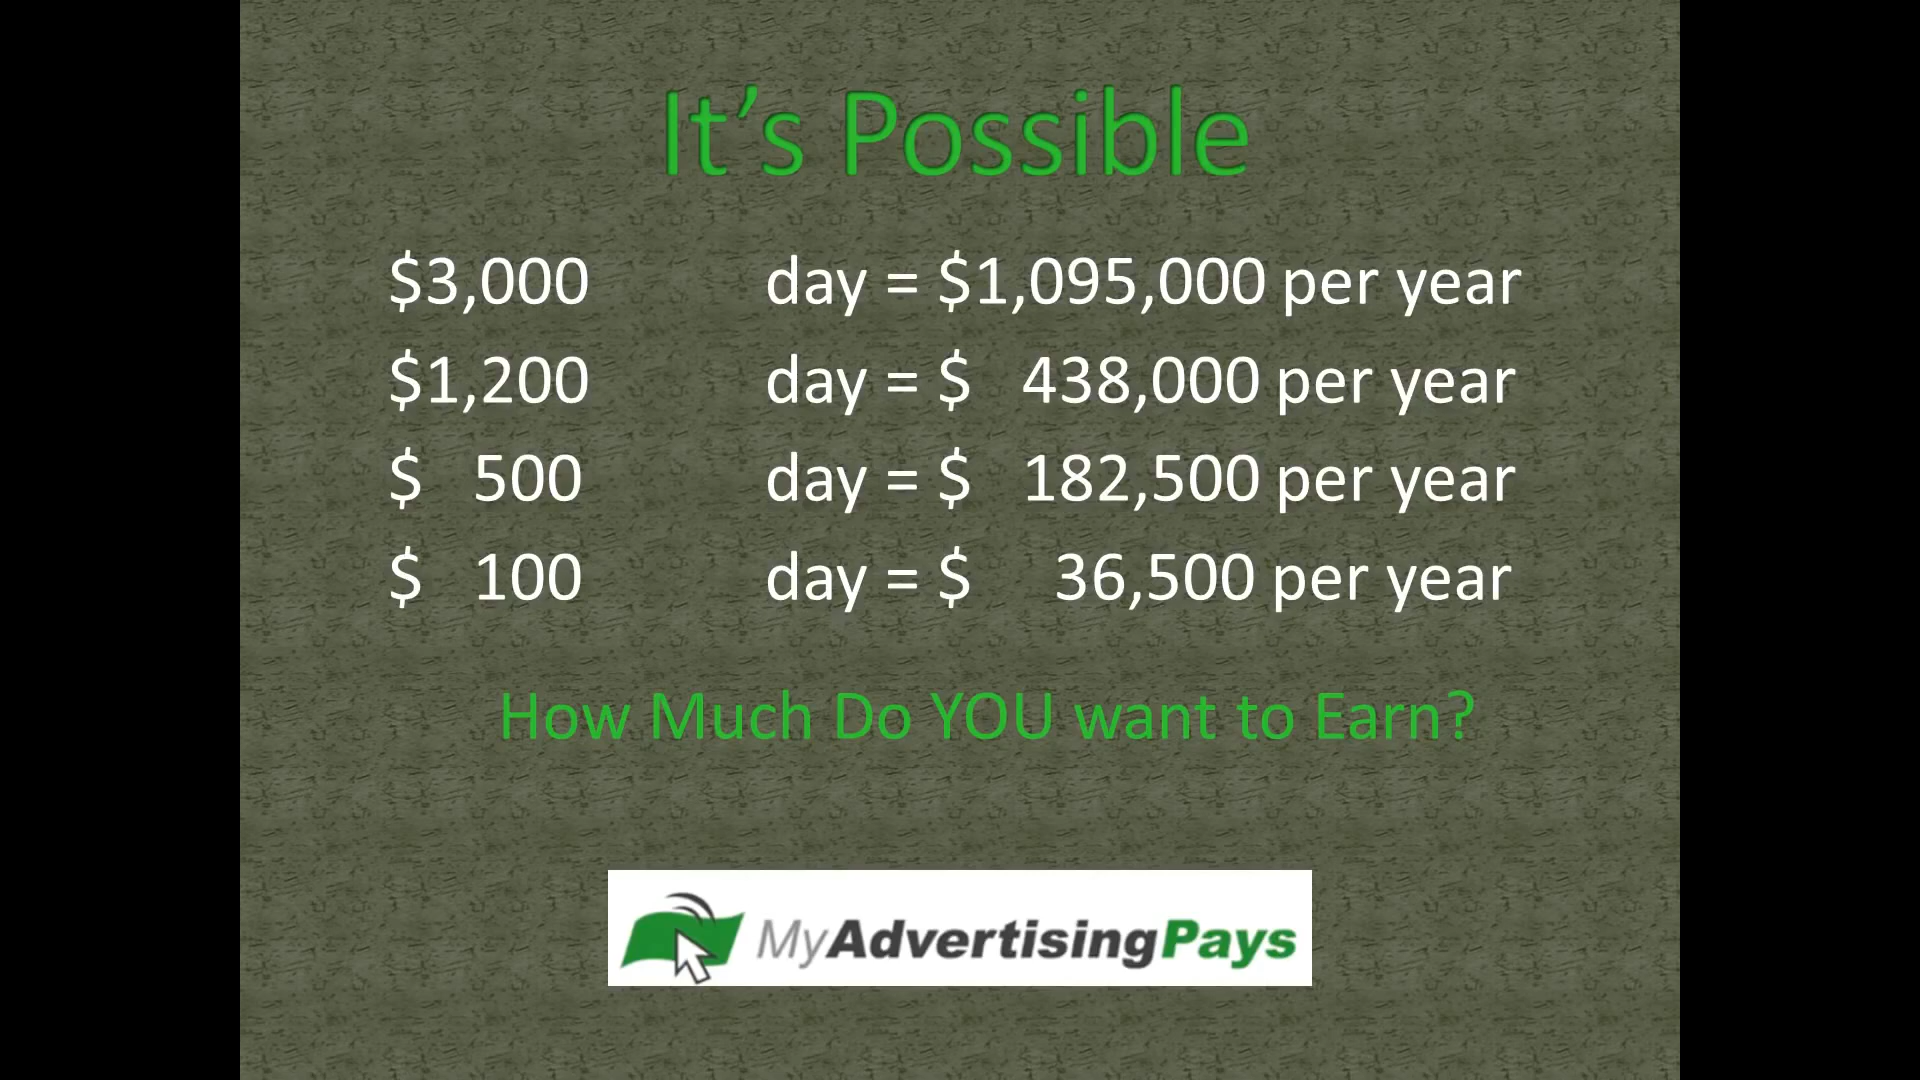 It’s Possible
$3,000 day = $1,095,000 per year
$1,200 day = $ 438,000 per year
$ 500 day = $ 182,500 per year
$ 100 day = $ 36,500 per year
How Much Do YOU want to Earn?
MyAdvertisingPays